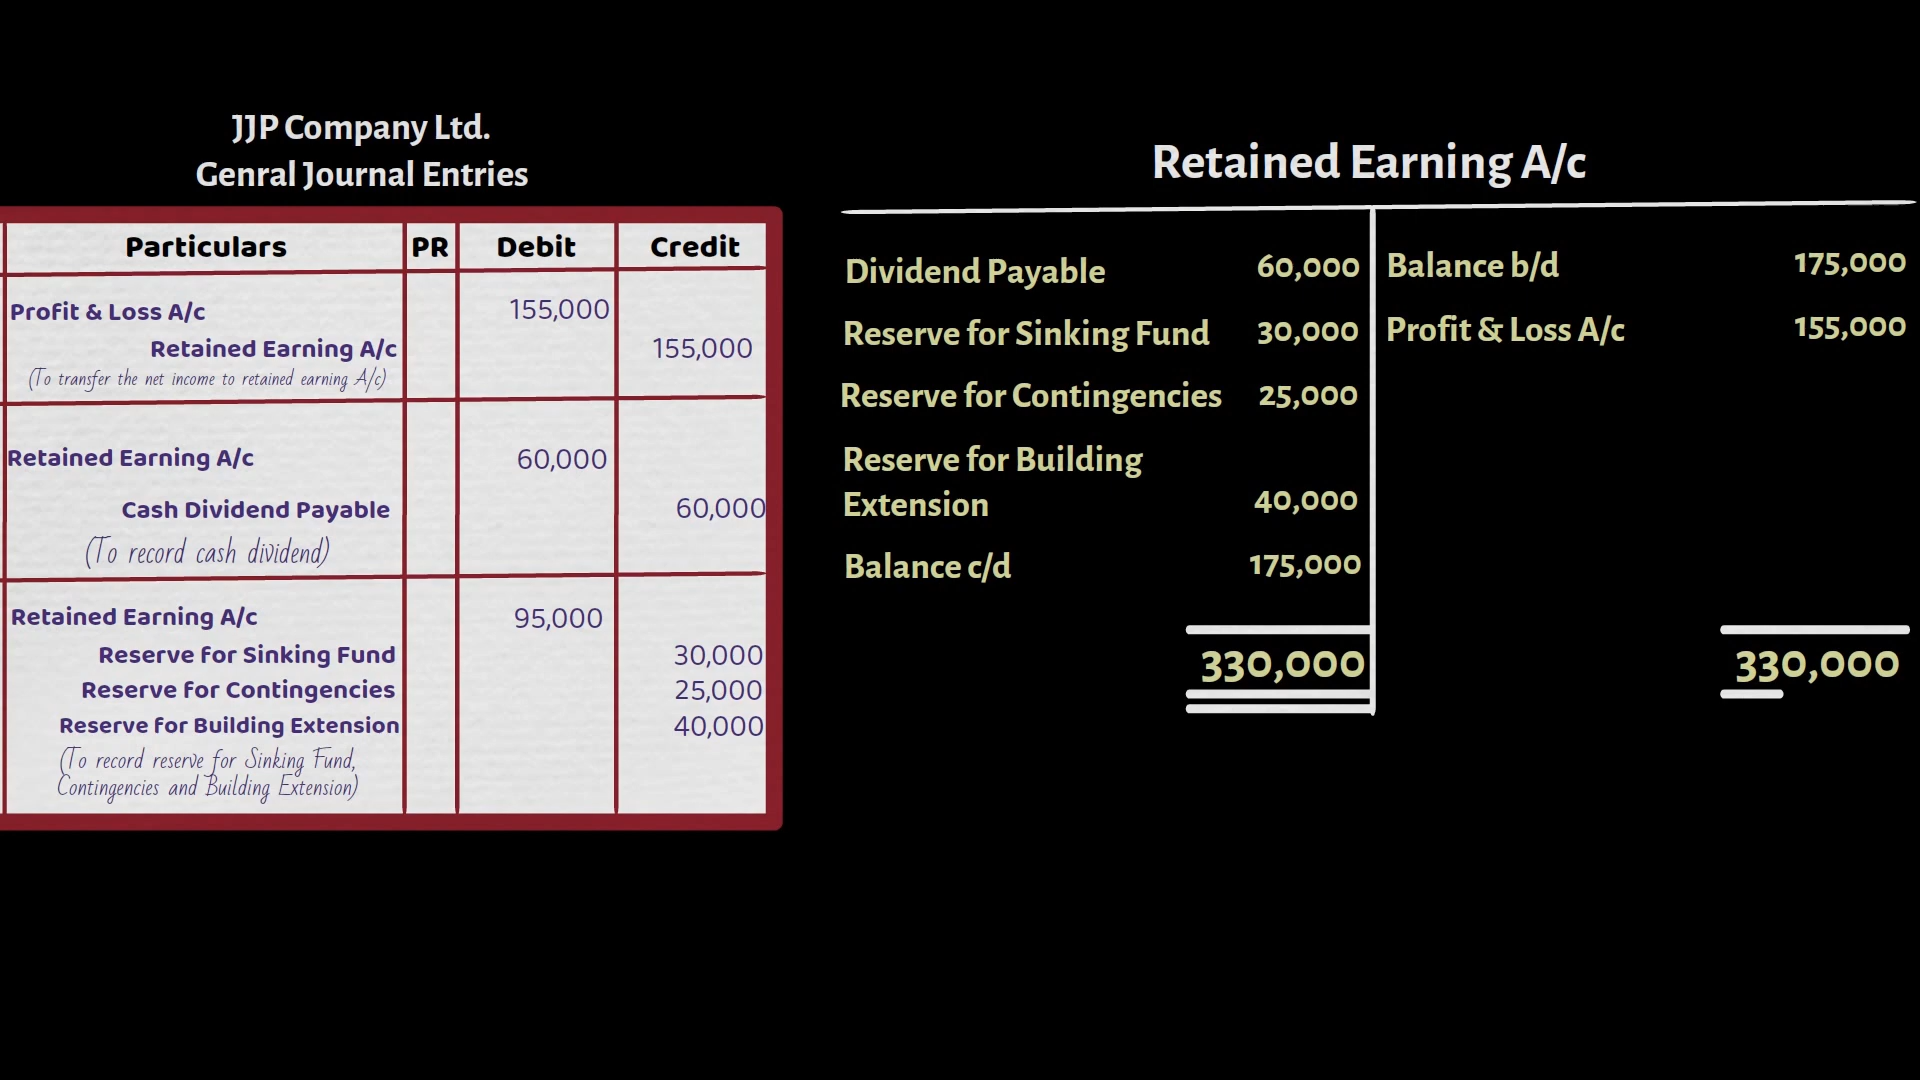 JJP Company Ltd.
Genral Journal Entries
Particulars PR Debit Credit
Profit & Loss A/c 155,000
Retained Earning A/c 155,000
(To transfer the net income to retained earning A/c)
Retained Earning A/c 60,000
Cash Dividend Payable 60,000
(To record cash dividend)
Retained Earning A/c 95,000
Reserve for Sinking Fund 30,000
Reserve for Contingencies 25,000
Reserve for Building Extension 40,000
(To record reserve for Sinking Fund,
Contingencies and Building Extension)
Retained Earning A/c
Dividend Payable 60,000 Balance b/d 175,000
Reserve for Sinking Fund 30,000 Profit & Loss A/c 155,000
Reserve for Contingencies 25,000
Reserve for Building
Extension 40,000
Balance c/d 175,000
330,000 330,000